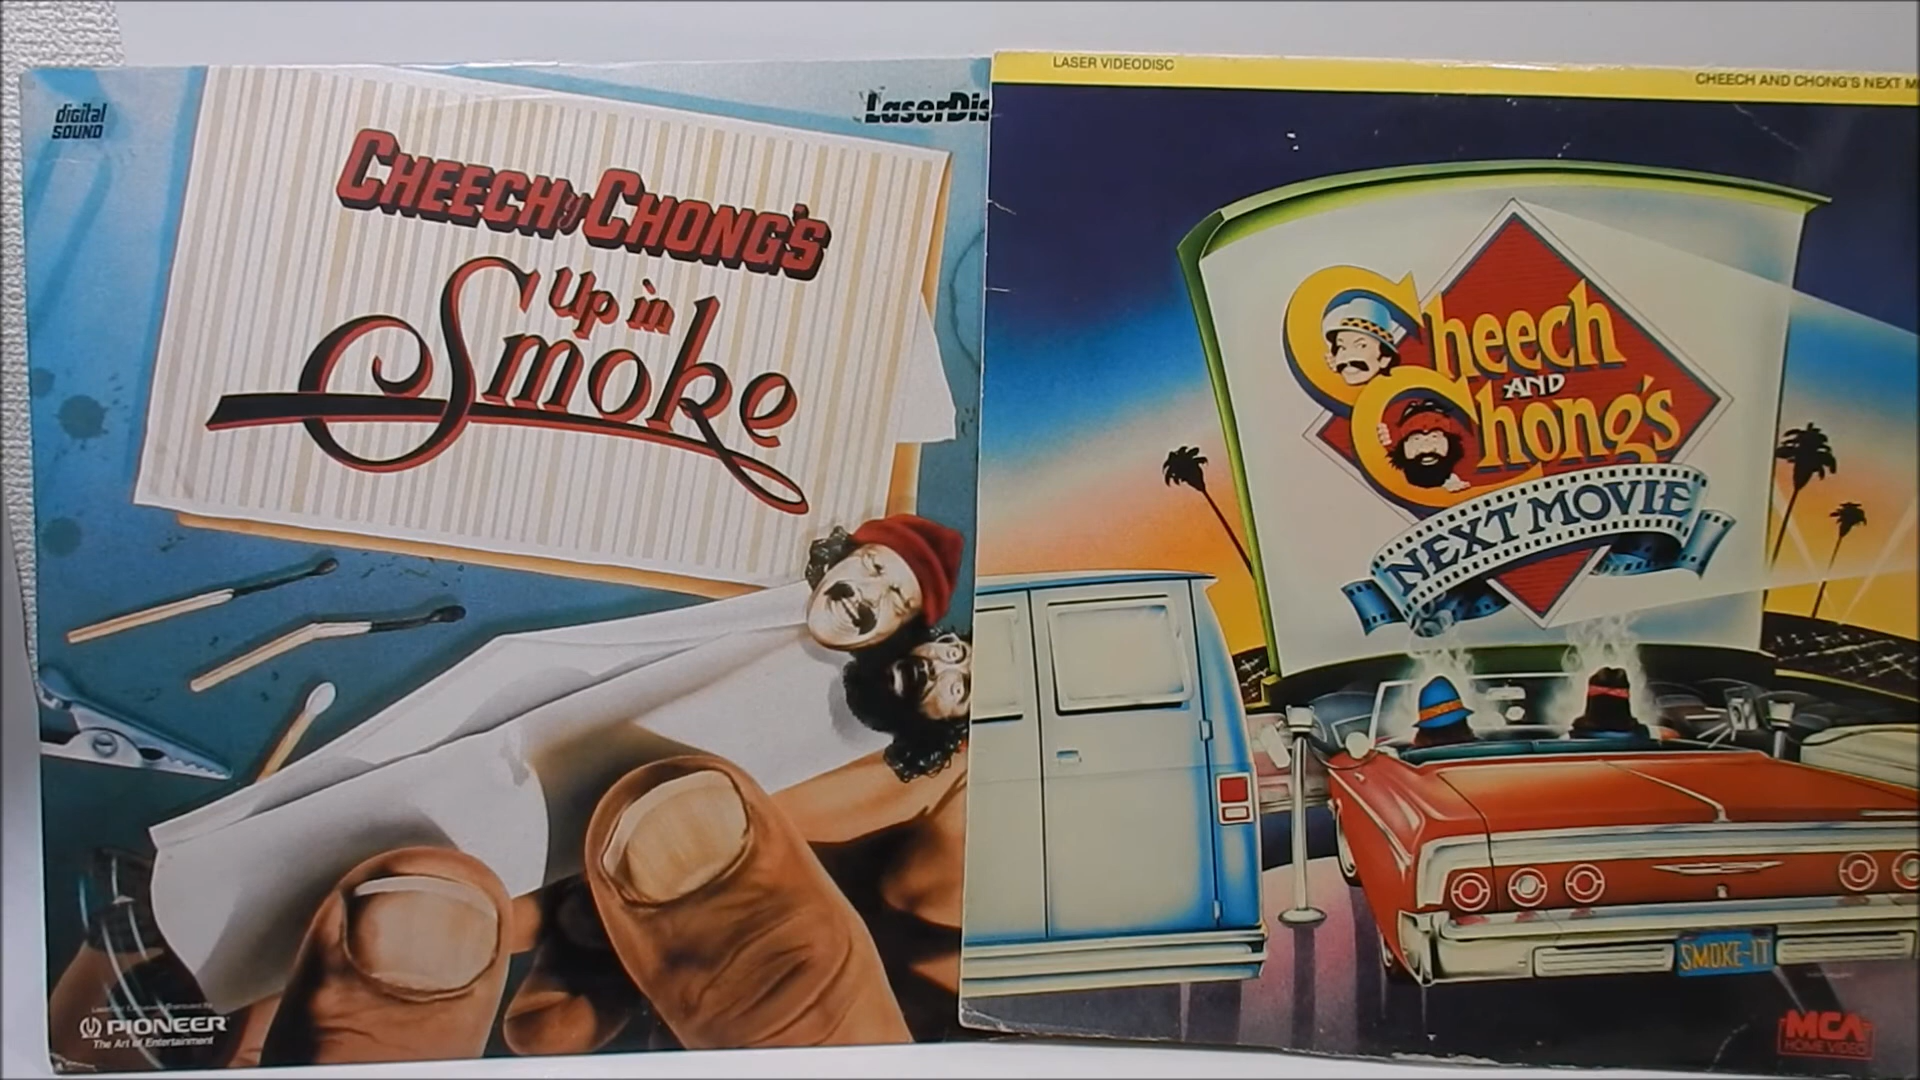 digital
SOUND
LaserDis
CHEECH y CHONG'S
Up in
Smoke
PIONEER
The Art of Entertainment
LASER VIDEODISC
CHEECH AND CHONG'S NEXT M
Cheech
AND
Chong's
NEXT MOVIE
SMOKE-IT
MCA
HOME VIDEO